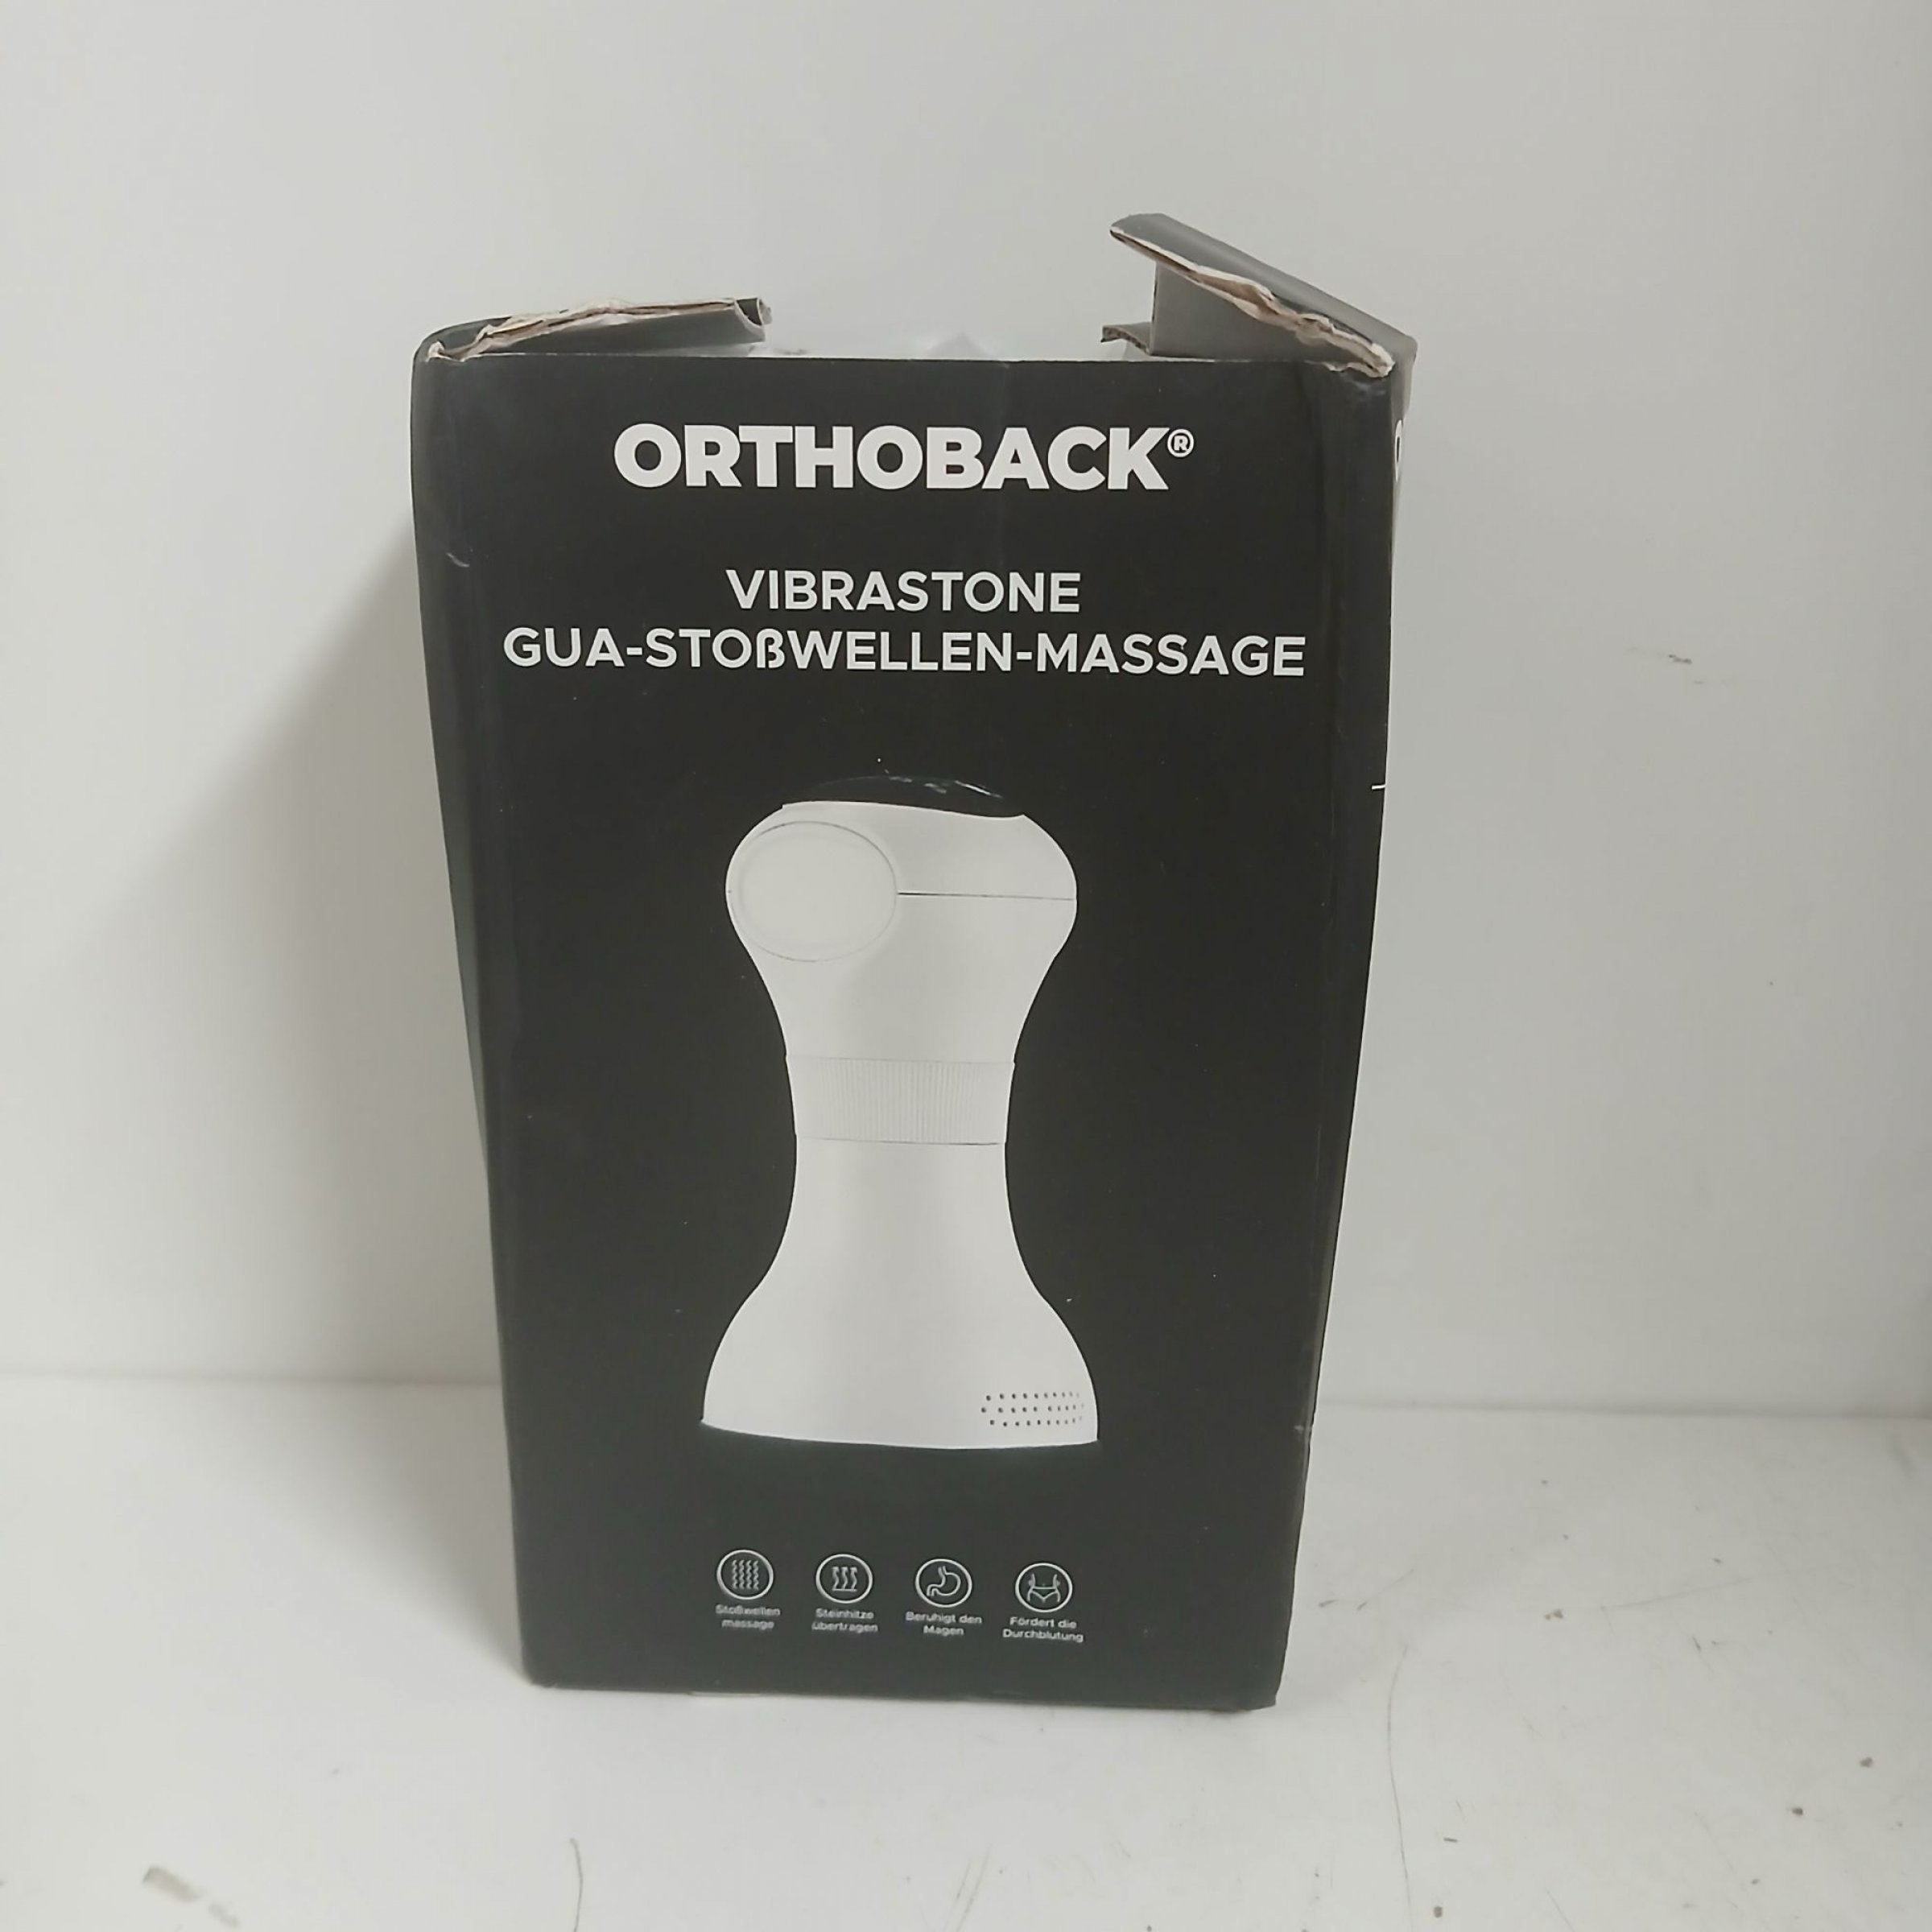 ORTHOBACK®
VIBRASTONE
GUA-STOßWELLEN-MASSAGE
Stoßwellen
massage
Steinhitze
übertragen
Beruhigt den
Magen
Fördert die
Durchblutung